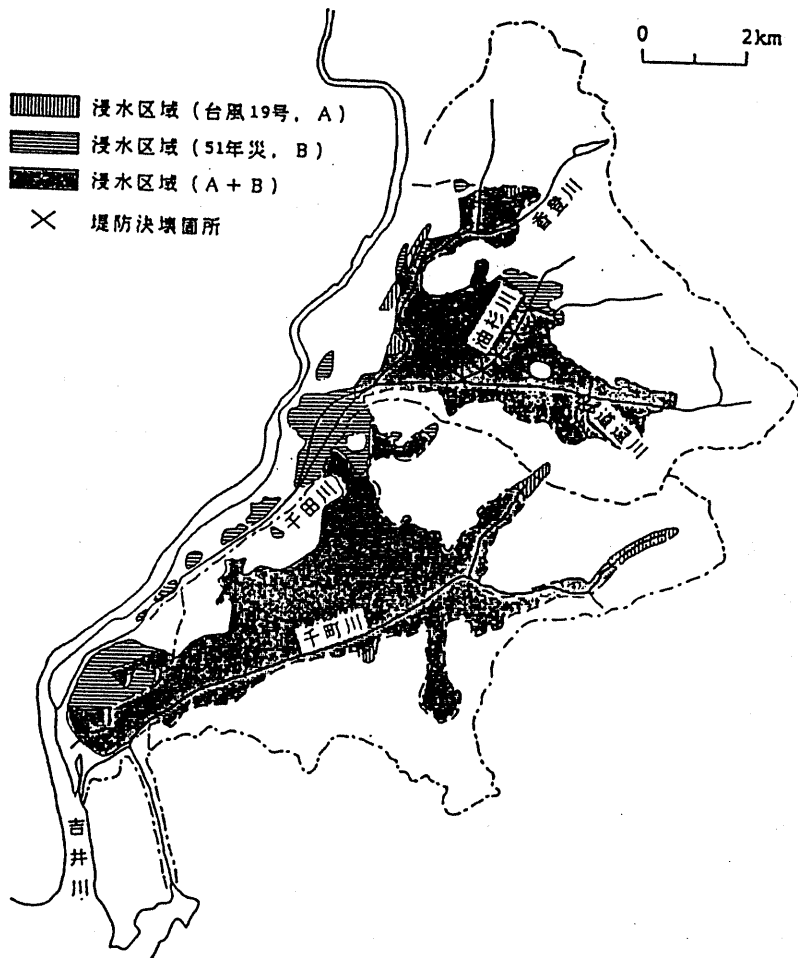 0 2km
浸水区域 (台風19号, A)
浸水区域 (51年災, B)
浸水区域 (A + B)
堤防決壊箇所
香登川
油杉川
千田川
千町川
吉井川